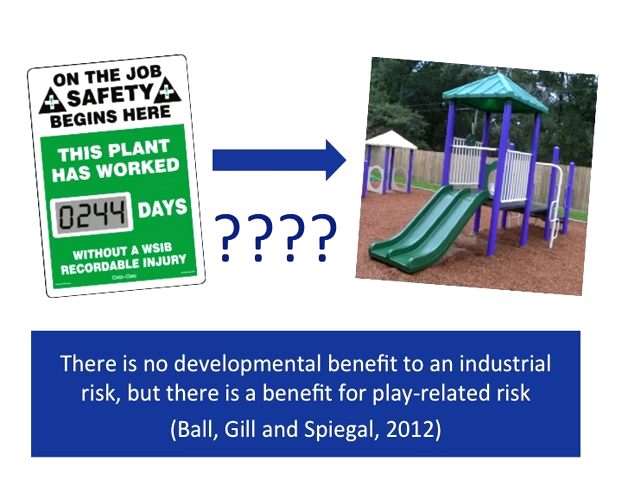 ON THE JOB
SAFETY
BEGINS HERE
THIS PLANT
HAS WORKED
0244 DAYS
WITHOUT A WSIB
RECORDABLE INJURY
????
There is no developmental benefit to an industrial
risk, but there is a benefit for play-related risk
(Ball, Gill and Spiegal, 2012)